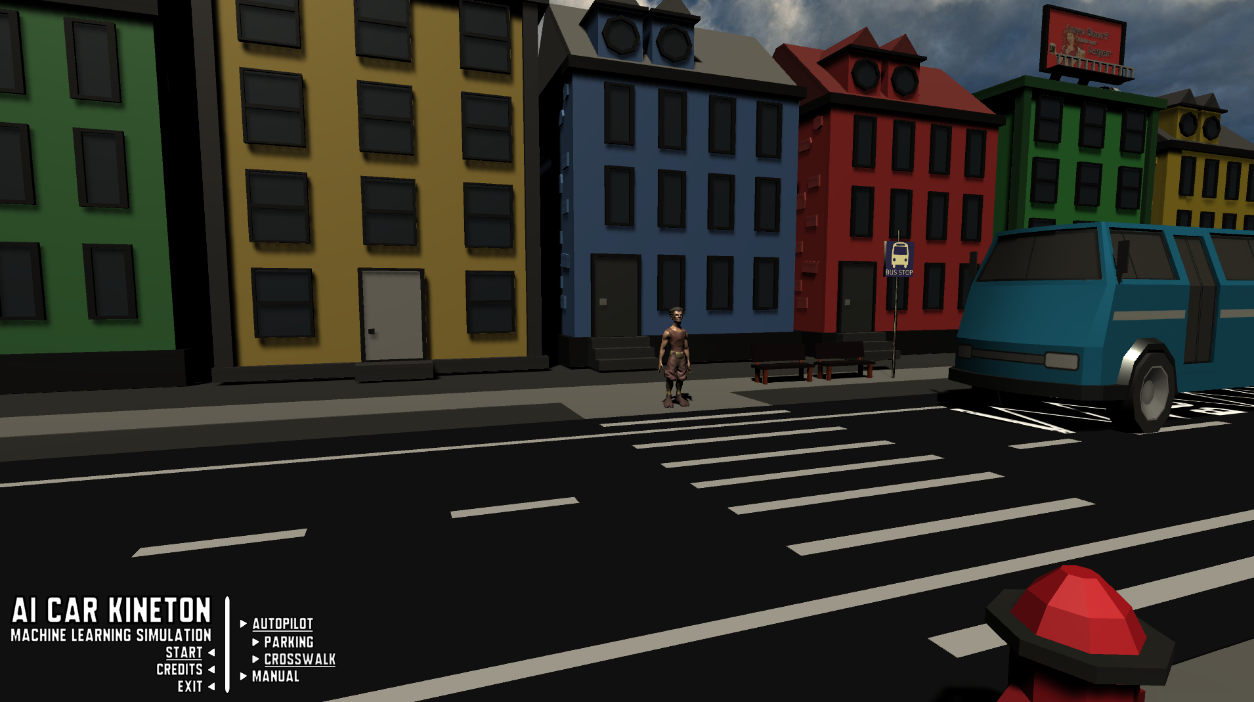 BUS STOP
AI CAR KINETON
MACHINE LEARNING SIMULATION
START
CREDITS
EXIT
AUTOPILOT
PARKING
CROSSWALK
MANUAL